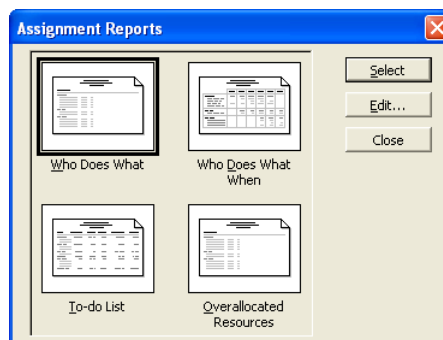 Assignment Reports
Select
Edit...
Close
Who Does What
Who Does What
When
To-do List
Overallocated
Resources